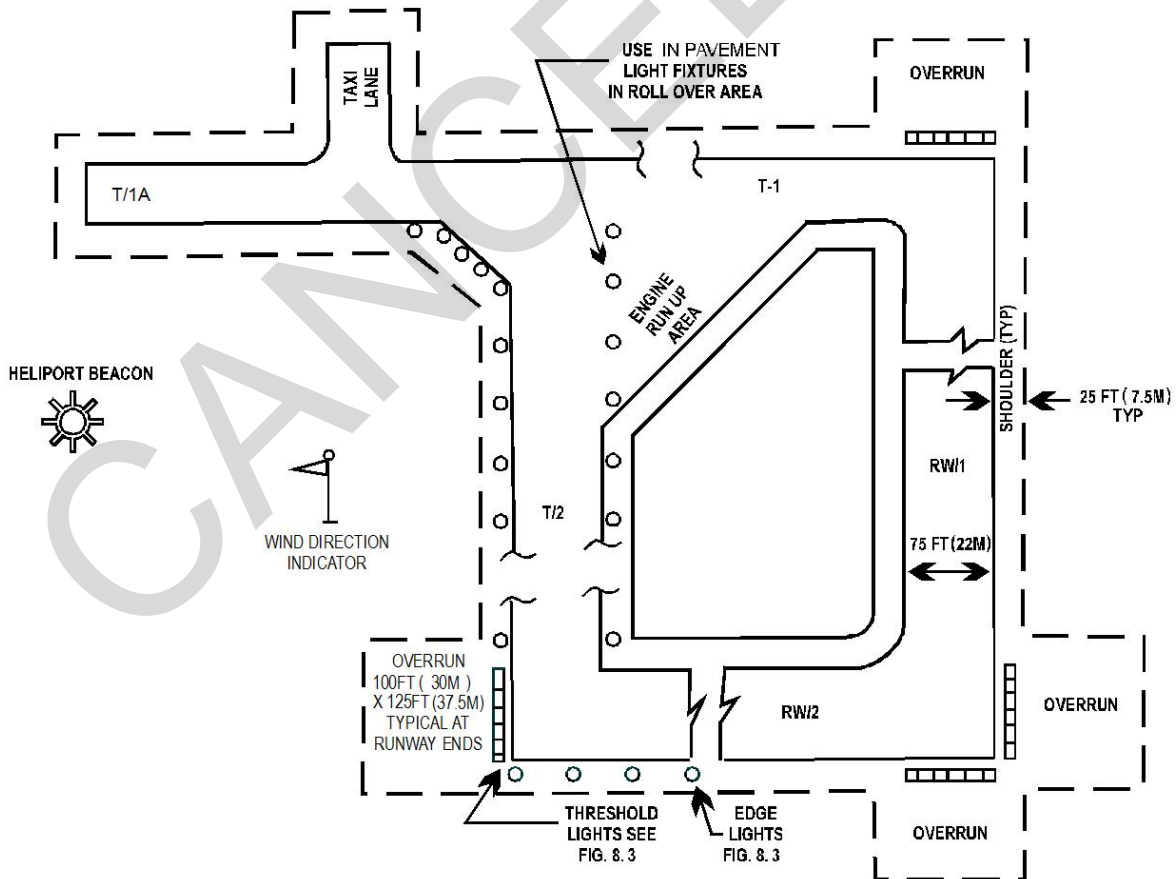 CANCEL
USE IN PAVEMENT
LIGHT FIXTURES
IN ROLL OVER AREA
OVERRUN
TAXI
LANE
T/1A
T-1
ENGINE
RUN UP
AREA
SHOULDER (TYP)
HELIPORT BEACON
25 FT ( 7.5M )
TYP
RW/1
T/2
WIND DIRECTION
INDICATOR
75 FT (22M)
OVERRUN
100FT ( 30M )
X 125FT (37.5M)
TYPICAL AT
RUNWAY ENDS
RW/2
OVERRUN
THRESHOLD
LIGHTS SEE
FIG. 8.3
EDGE
LIGHTS
FIG. 8.3
OVERRUN